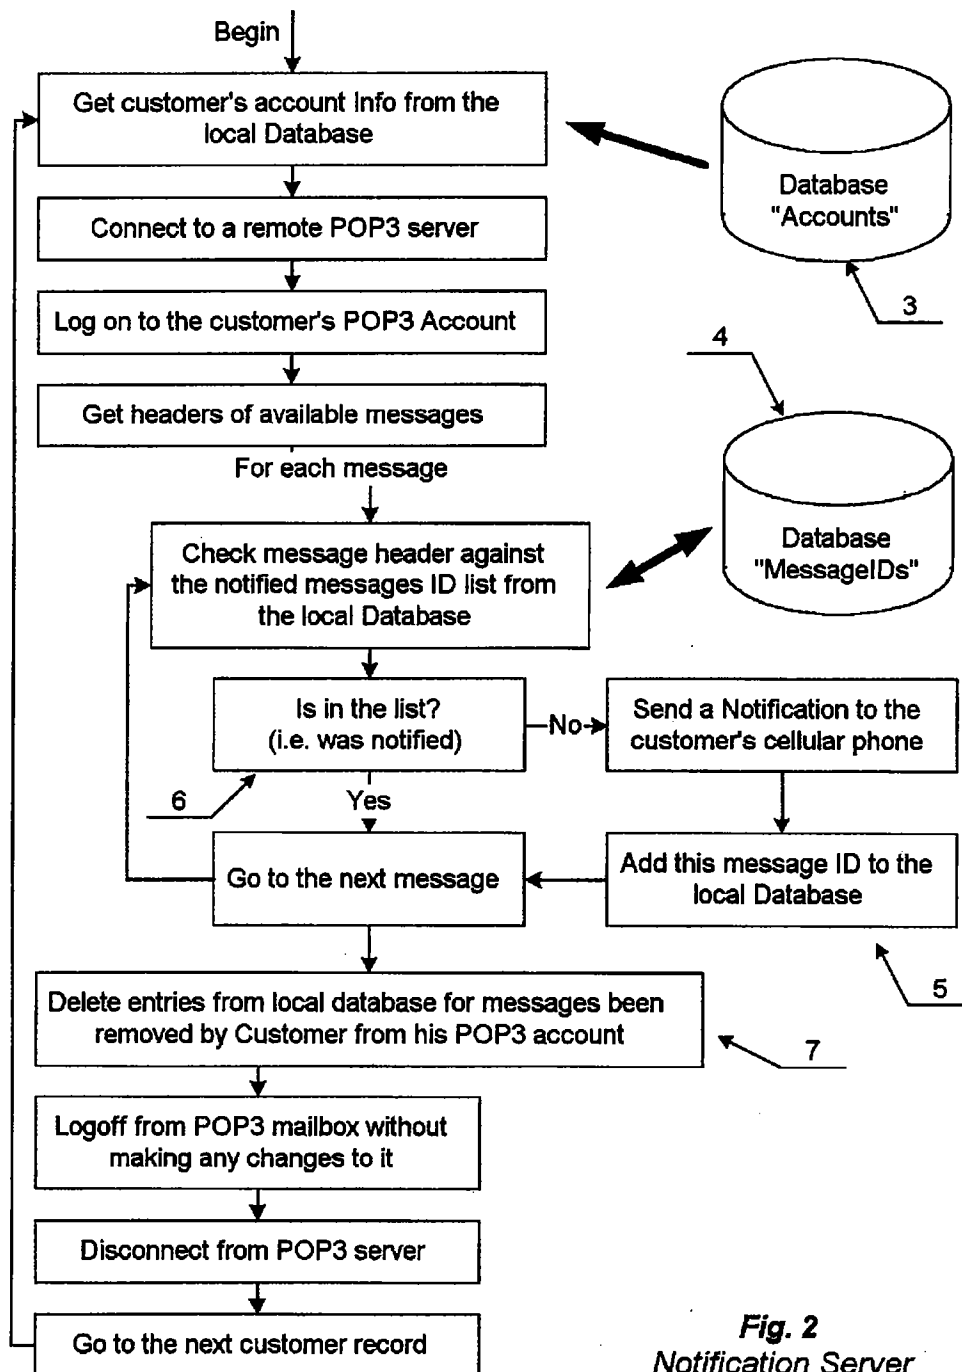 Begin
Get customer's account Info from the
local Database
Database
"Accounts"
3
Connect to a remote POP3 server
Log on to the customer's POP3 Account
4
Get headers of available messages
For each message
Check message header against
the notified messages ID list from
the local Database
Database
"MessageIDs"
Is in the list?
(i.e. was notified)
No
Send a Notification to the
customer's cellular phone
6
Yes
Go to the next message
Add this message ID to the
local Database
5
Delete entries from local database for messages been
removed by Customer from his POP3 account
7
Logoff from POP3 mailbox without
making any changes to it
Disconnect from POP3 server
Go to the next customer record
Fig. 2
Notification Server